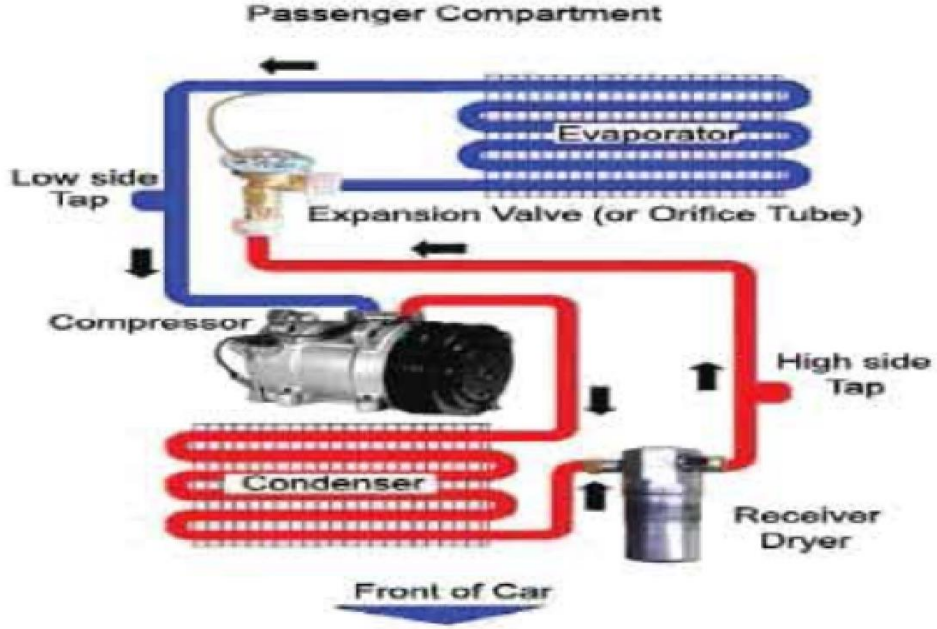 Passenger Compartment
Evaporator
Low side
Tap
Expansion Valve (or Orifice Tube)
Compressor
High side
Tap
Condenser
Receiver
Dryer
Front of Car